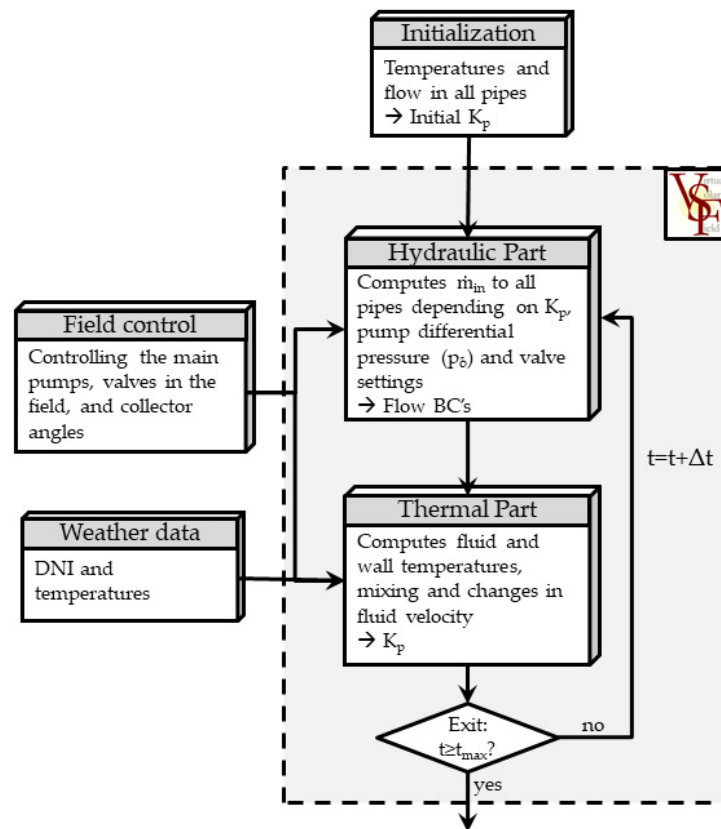 Initialization
Temperatures and
flow in all pipes
→ Initial Kp
Virtual
Solar
Field
Hydraulic Part
Computes ṁin to all
pipes depending on Kp,
pump differential
pressure (pδ) and valve
settings
→ Flow BC's
Field control
Controlling the main
pumps, valves in the
field, and collector
angles
t=t+Δt
Thermal Part
Computes fluid and
wall temperatures,
mixing and changes in
fluid velocity
→ Kp
Weather data
DNI and
temperatures
Exit:
t≥tmax?
no
yes